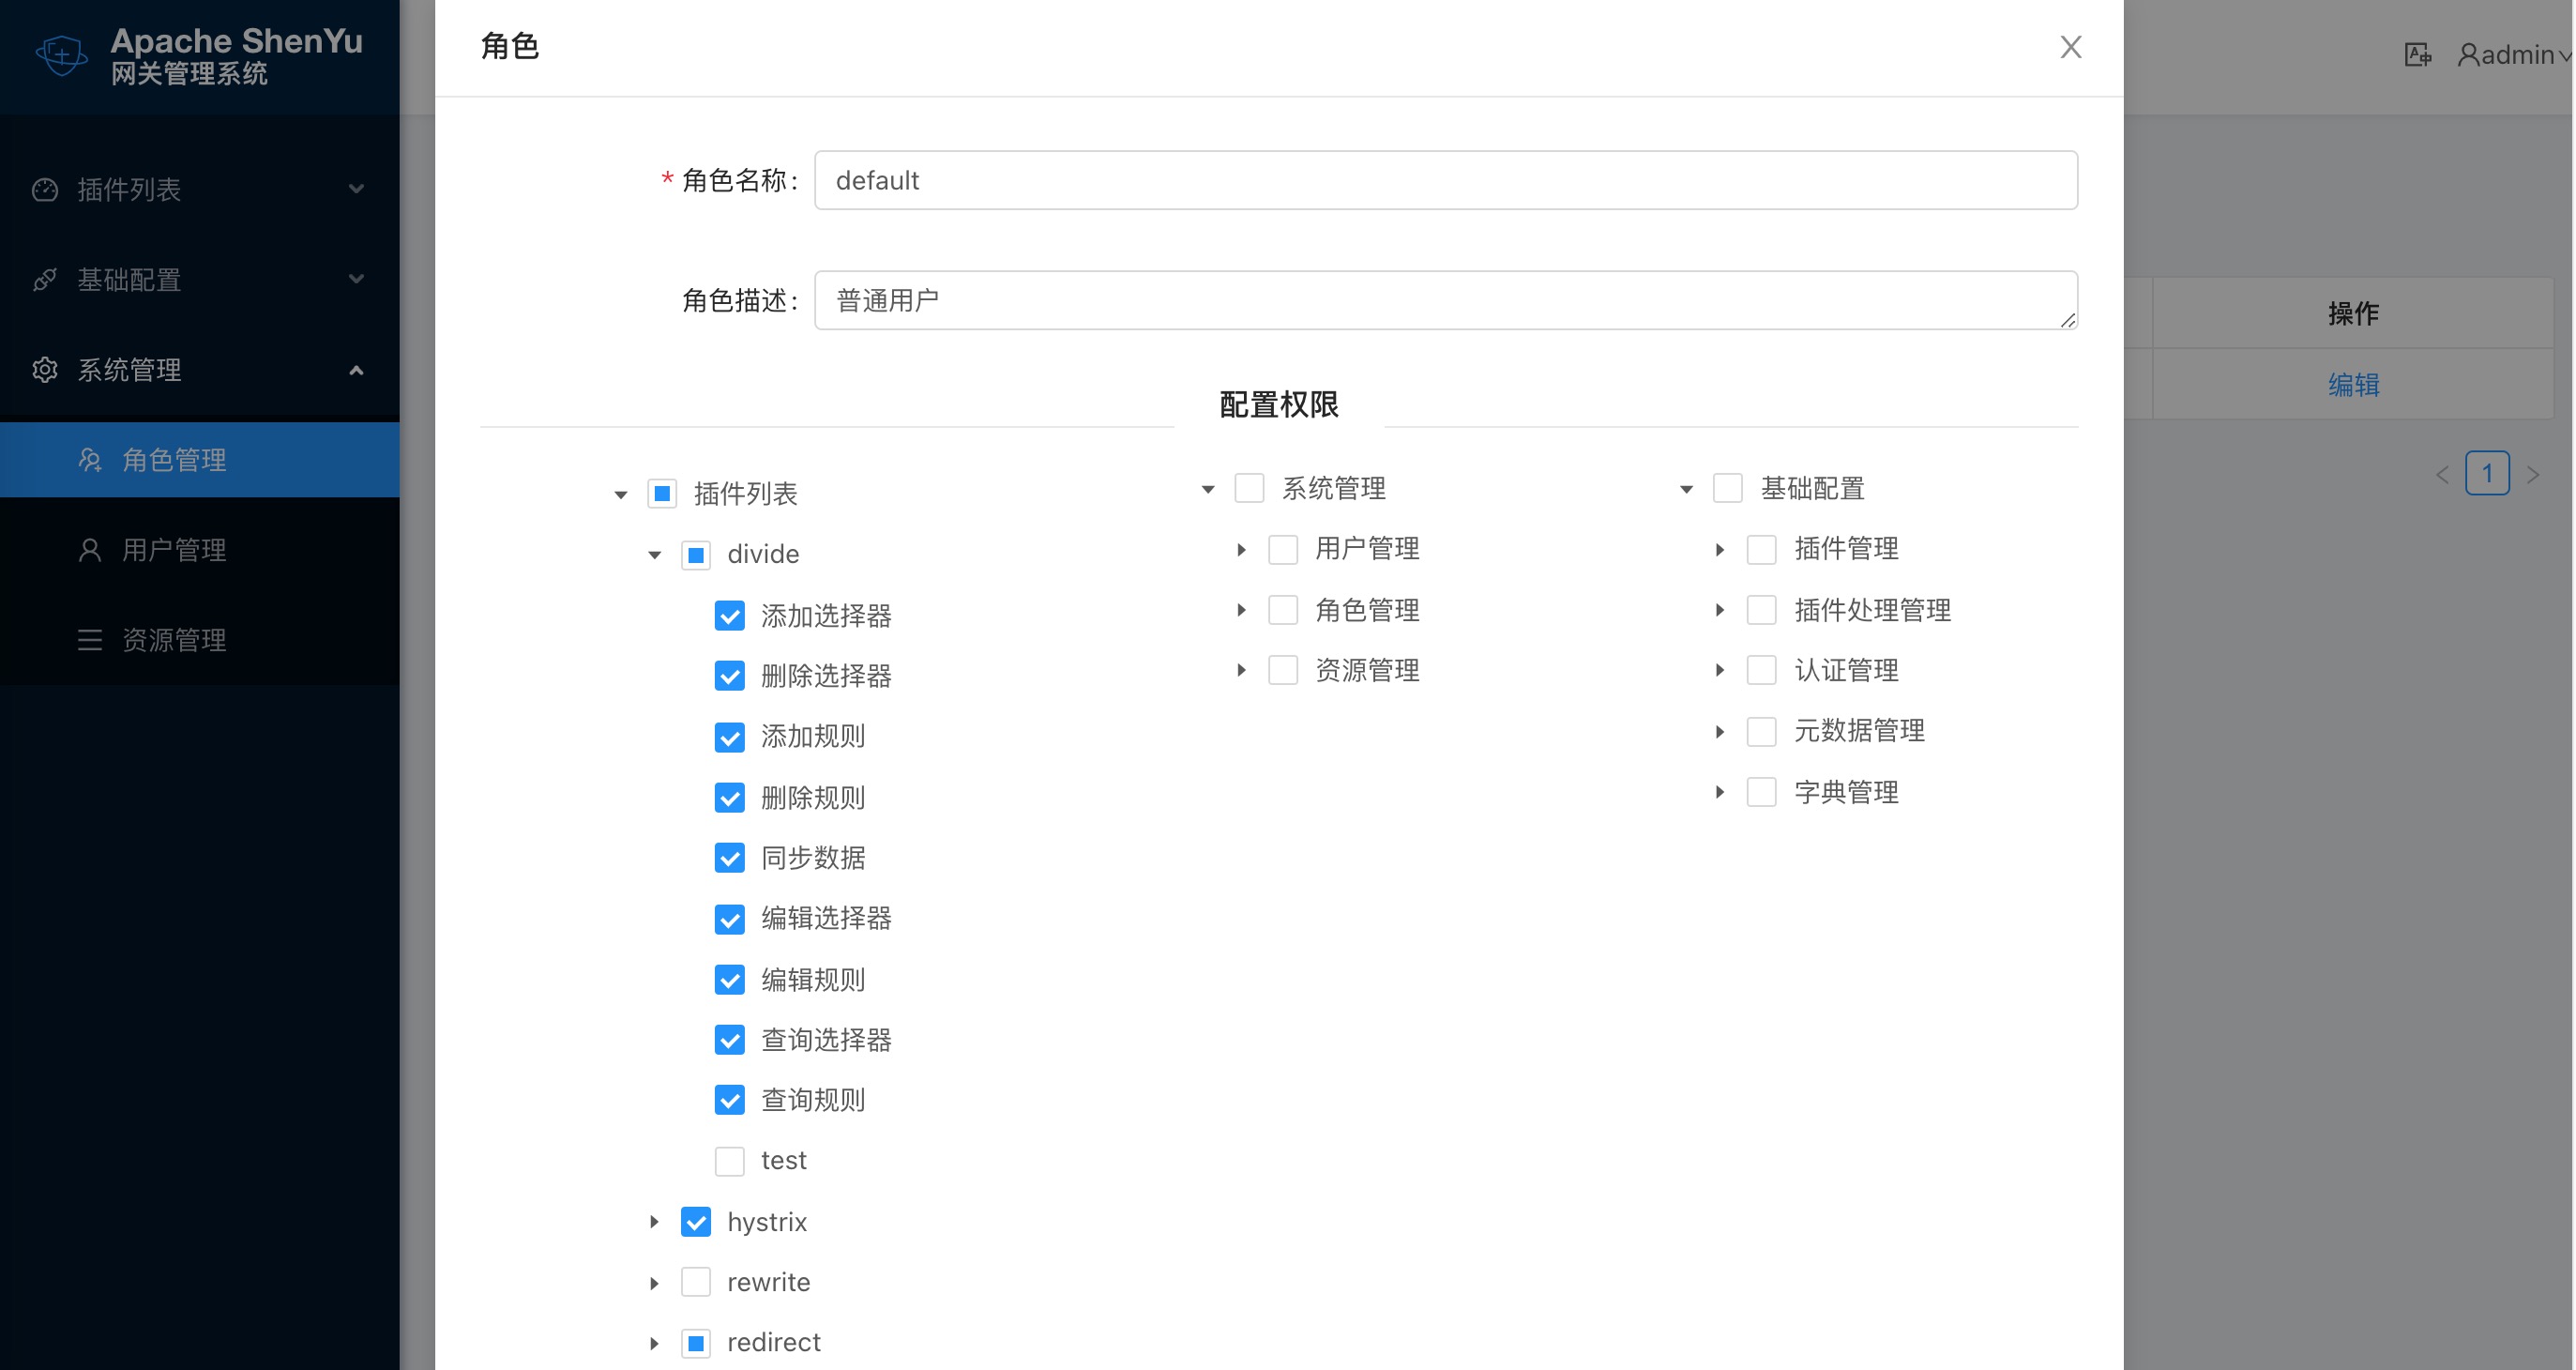 Apache ShenYu
网关管理系统
插件列表
基础配置
系统管理
角色管理
用户管理
资源管理
admin
操作
编辑
1
角色
* 角色名称:
default
角色描述:
普通用户
配置权限
插件列表
divide
添加选择器
删除选择器
添加规则
删除规则
同步数据
编辑选择器
编辑规则
查询选择器
查询规则
test
hystrix
rewrite
redirect
系统管理
用户管理
角色管理
资源管理
基础配置
插件管理
插件处理管理
认证管理
元数据管理
字典管理